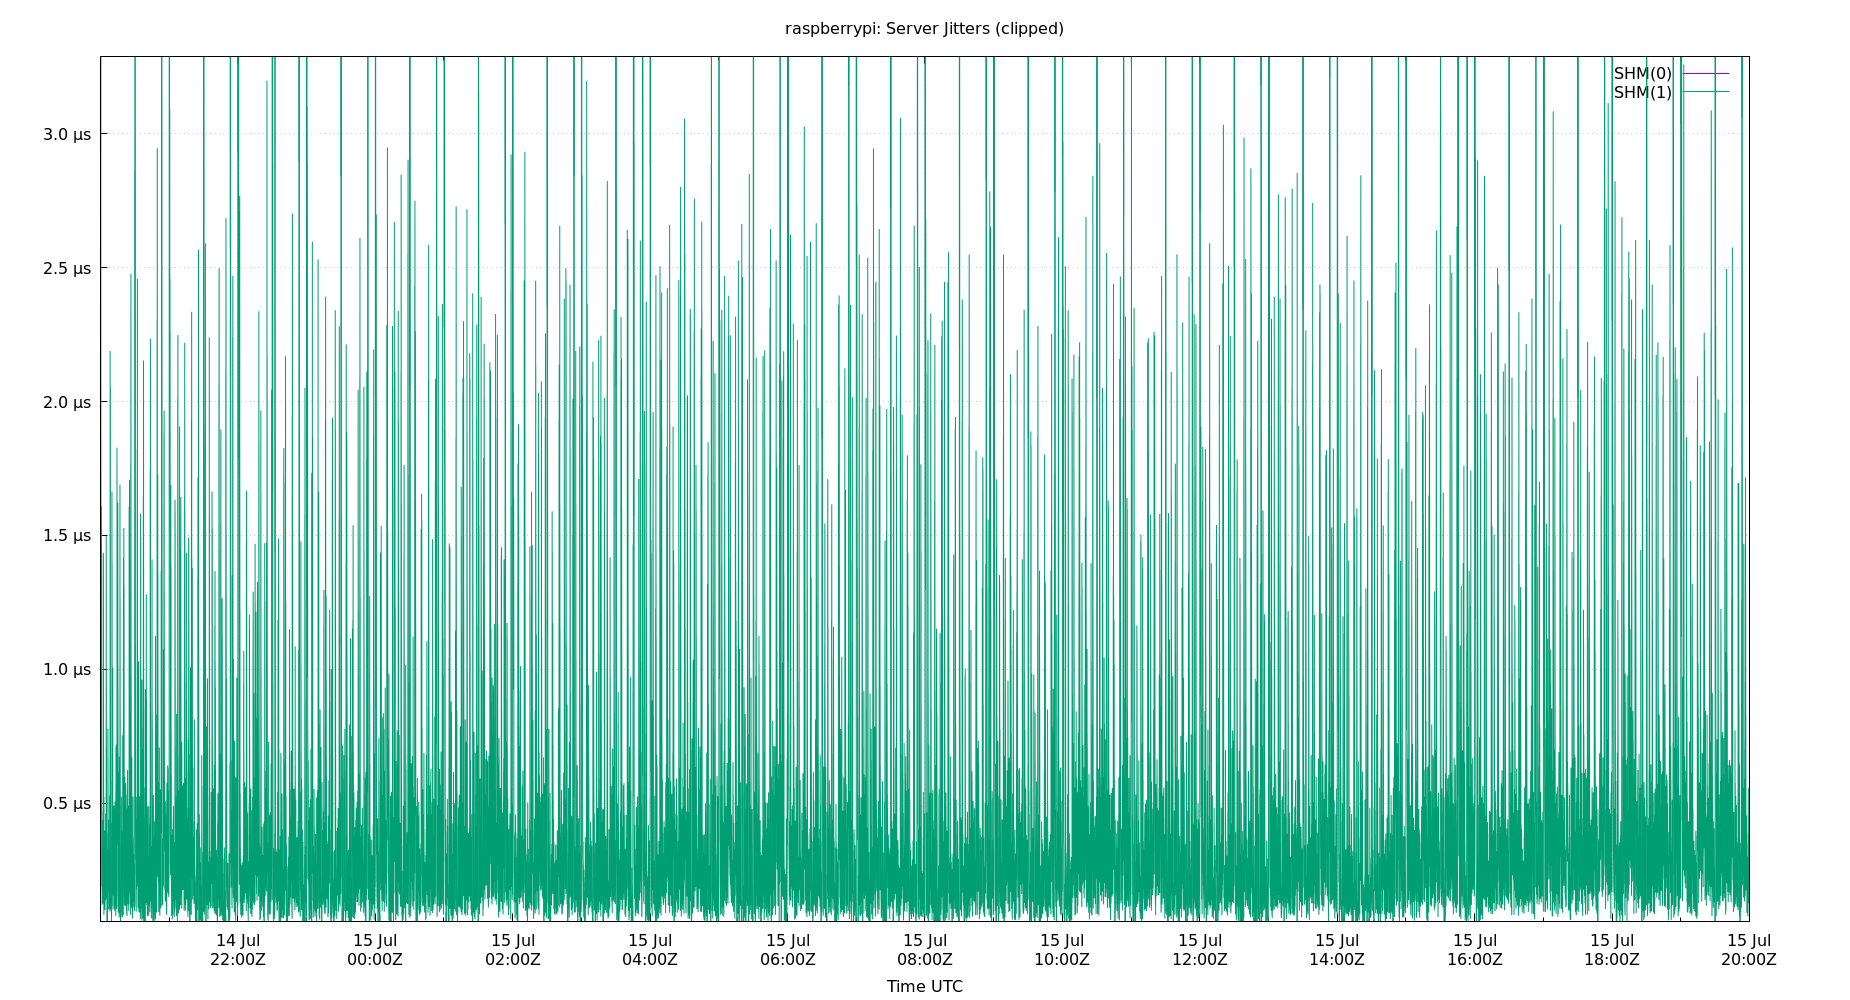 raspberrypi: Server Jitters (clipped)
SHM(0)
SHM(1)
3.0 µs
2.5 µs
2.0 µs
1.5 µs
1.0 µs
0.5 µs
14 Jul 15 Jul 15 Jul 15 Jul 15 Jul 15 Jul 15 Jul 15 Jul 15 Jul 15 Jul 15 Jul 15 Jul
22:00Z 00:00Z 02:00Z 04:00Z 06:00Z 08:00Z 10:00Z 12:00Z 14:00Z 16:00Z 18:00Z 20:00Z
Time UTC